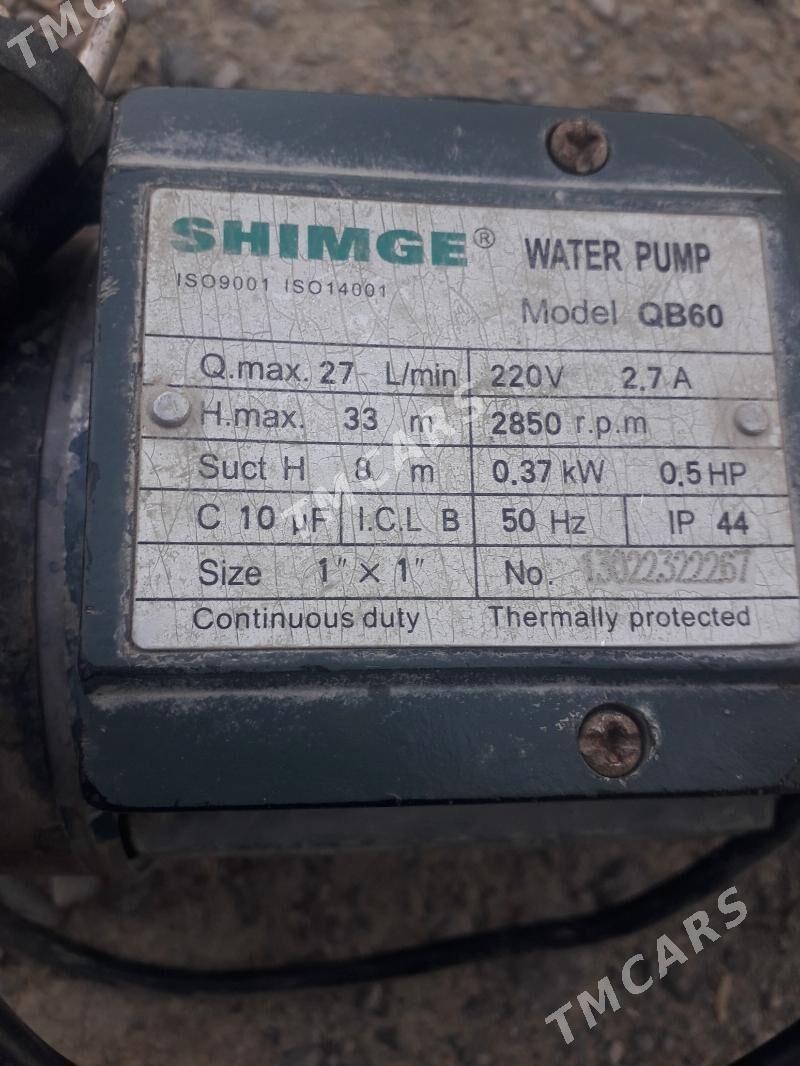 TMCARS
SHIMGE® WATER PUMP
ISO9001 ISO14001
Model QB60
Q.max. 27 L/min 220V 2.7 A
H.max. 33 m 2850 r.p.m
Suct H 8 m 0.37 kW 0.5 HP
C 10 µF I.C.L B 50 Hz IP 44
Size 1" × 1" No. 13022322267
Continuous duty Thermally protected
TMCARS
TMCARS